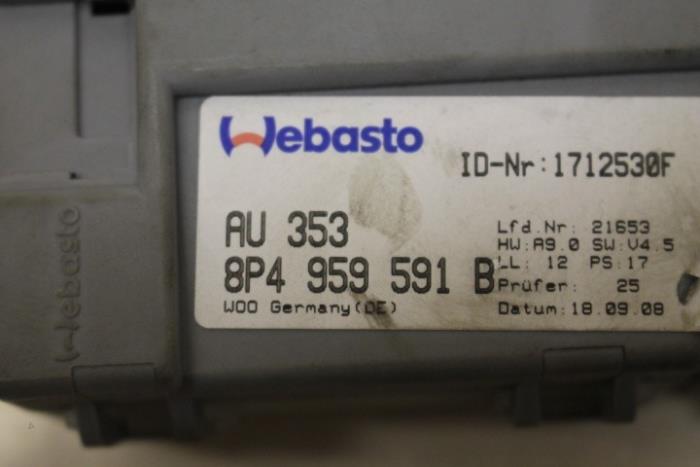 Webasto
ID-Nr:1712530F
AU 353
8P4 959 591 B
WOO Germany(DE)
Lfd.Nr: 21653
HW:A9.0 SW:V4.5
LL: 12 PS:17
Prüfer: 25
Datum:18.09.08
Webasto